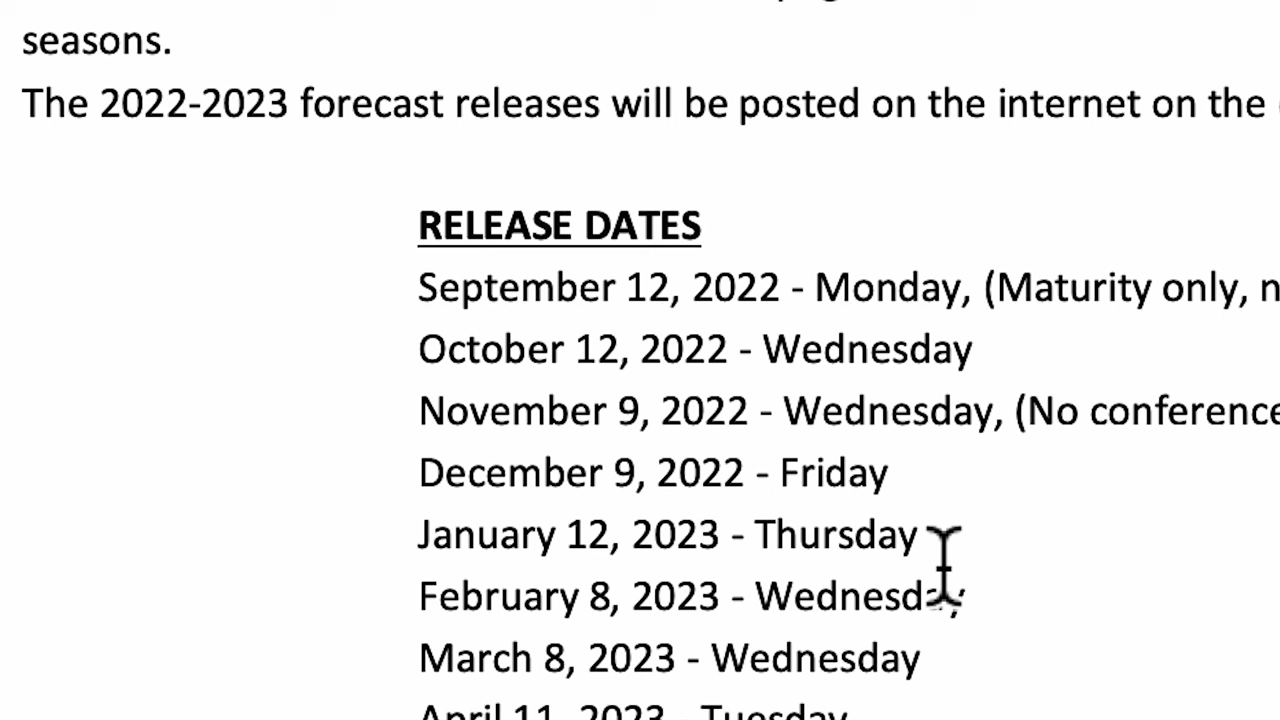 seasons.
The 2022-2023 forecast releases will be posted on the internet on the
RELEASE DATES
September 12, 2022 - Monday, (Maturity only,
October 12, 2022 - Wednesday
November 9, 2022 - Wednesday, (No conference
December 9, 2022 - Friday
January 12, 2023 - Thursday
February 8, 2023 - Wednesday
March 8, 2023 - Wednesday
April 11, 2023 - Tuesday